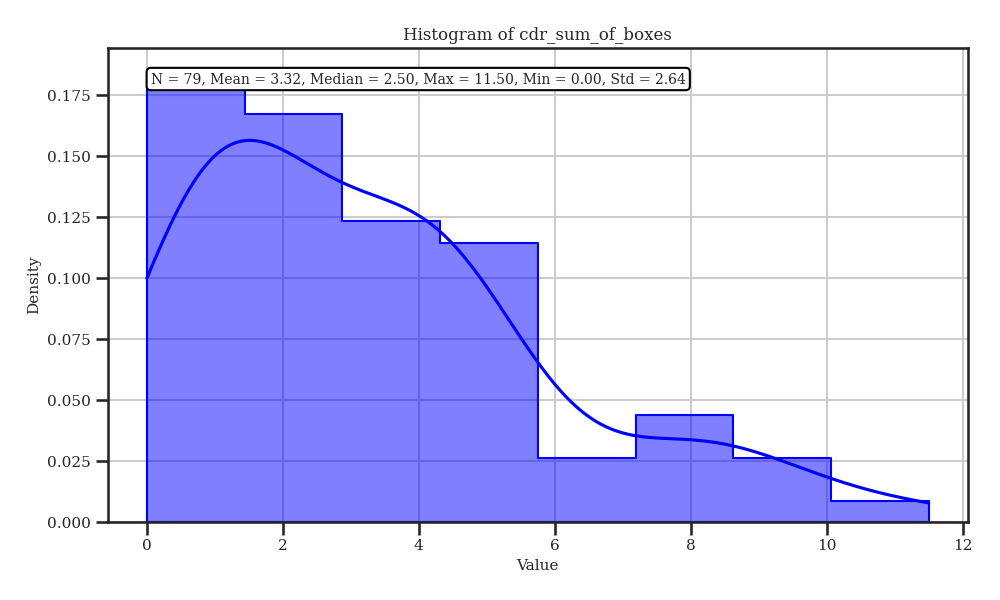 Histogram of cdr_sum_of_boxes
N = 79, Mean = 3.32, Median = 2.50, Max = 11.50, Min = 0.00, Std = 2.64
0.175
0.150
0.125
0.100
0.075
0.050
0.025
0.000
Density
0 2 4 6 8 10 12
Value